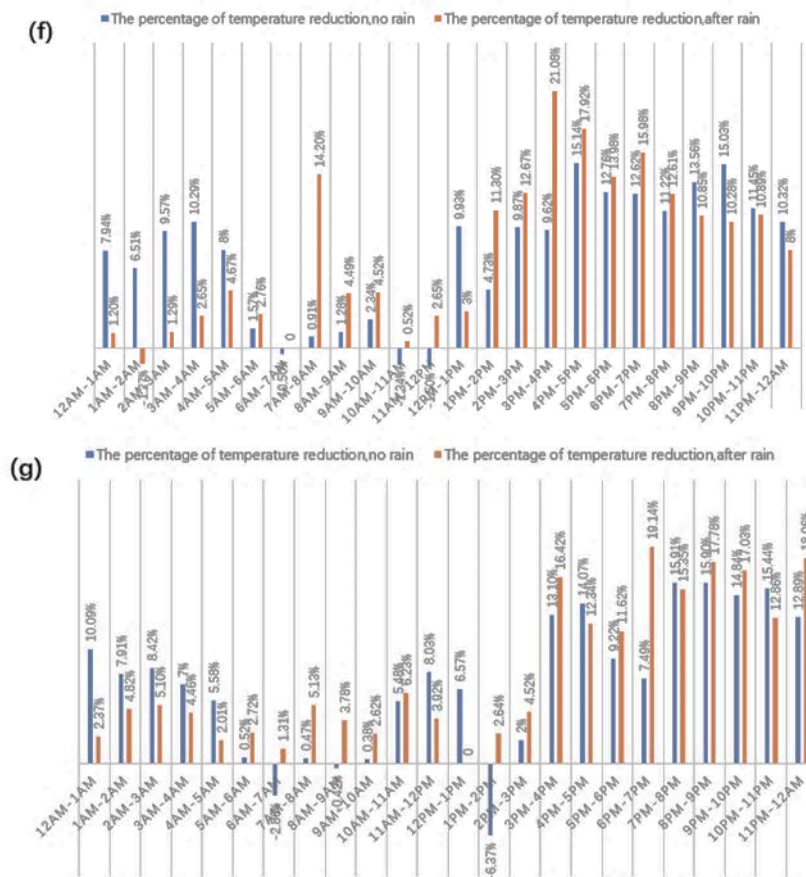 The percentage of temperature reduction,no rain The percentage of temperature reduction,after rain
(f)
7.94% 1.20%
6.51%
9.57% 1.29%
10.29% 2.65%
8% 4.67%
1.57% 2.76%
0
0.91% 14.20%
1.28% 4.49%
2.34% 4.52%
0.52%
2.65%
9.93% 3%
4.73% 11.30%
9.87% 12.67%
9.62% 21.08%
15.14% 17.92%
12.76% 13.98%
12.62% 15.98%
11.22% 12.61%
13.56% 10.85%
15.03% 10.28%
11.45% 10.89%
10.32% 8%
12AM-1AM
1AM-2AM
2AM-3AM
3AM-4AM
4AM-5AM
5AM-6AM
6AM-7AM
7AM-8AM
8AM-9AM
9AM-10AM
10AM-11AM
11AM-12PM
12PM-1PM
1PM-2PM
2PM-3PM
3PM-4PM
4PM-5PM
5PM-6PM
6PM-7PM
7PM-8PM
8PM-9PM
9PM-10PM
10PM-11PM
11PM-12AM
The percentage of temperature reduction,no rain The percentage of temperature reduction,after rain
(g)
10.09% 2.37%
7.91% 4.82%
8.42% 5.10%
7% 4.46%
5.58% 2.01%
0.52% 2.72%
1.31%
0.47% 5.13%
3.78%
0.38% 2.62%
5.48% 6.23%
8.03% 3.92%
6.57% 0
-6.37% 2.64%
2% 4.52%
13.10% 16.42%
14.07% 12.34%
9.22% 11.62%
7.49% 19.14%
15.91% 15.35%
15.90% 17.78%
14.84% 17.03%
15.44% 12.86%
12.89% 18.06%
12AM-1AM
1AM-2AM
2AM-3AM
3AM-4AM
4AM-5AM
5AM-6AM
6AM-7AM
7AM-8AM
8AM-9AM
9AM-10AM
10AM-11AM
11AM-12PM
12PM-1PM
1PM-2PM
2PM-3PM
3PM-4PM
4PM-5PM
5PM-6PM
6PM-7PM
7PM-8PM
8PM-9PM
9PM-10PM
10PM-11PM
11PM-12AM